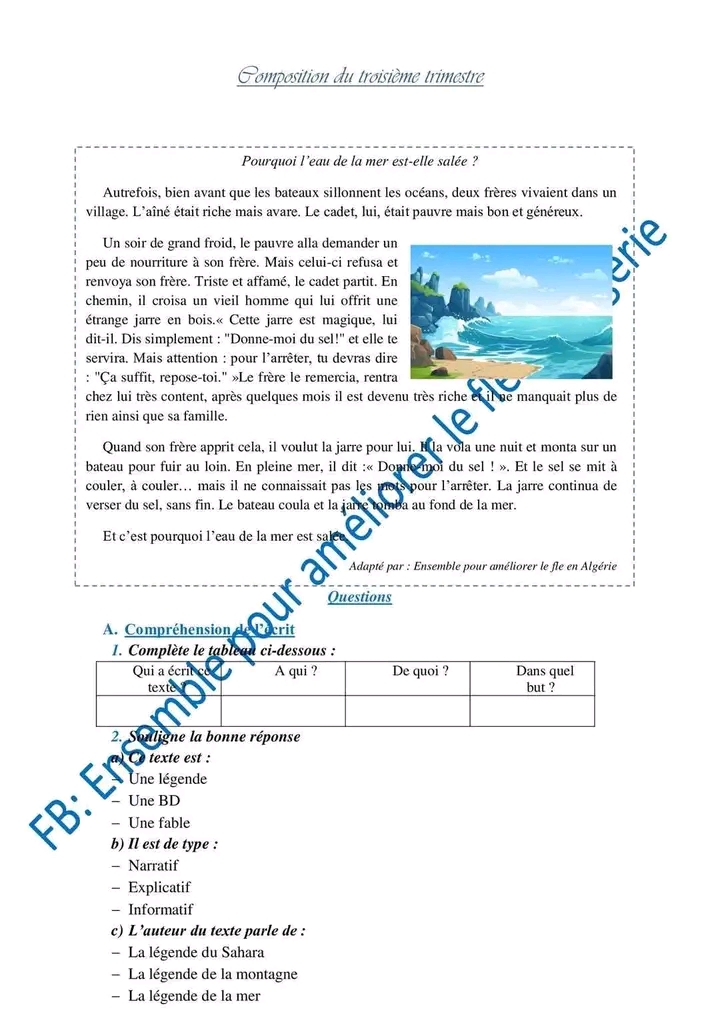 Composition du troisième trimestre
Pourquoi l'eau de la mer est-elle salée ?
Autrefois, bien avant que les bateaux sillonnent les océans, deux frères vivaient dans un
village. L'aîné était riche mais avare. Le cadet, lui, était pauvre mais bon et généreux.
Un soir de grand froid, le pauvre alla demander un
peu de nourriture à son frère. Mais celui-ci refusa et
renvoya son frère. Triste et affamé, le cadet partit. En
chemin, il croisa un vieil homme qui lui offrit une
étrange jarre en bois.« Cette jarre est magique, lui
dit-il. Dis simplement : "Donne-moi du sel!" et elle te
servira. Mais attention : pour l'arrêter, tu devras dire
: "Ça suffit, repose-toi." »Le frère le remercia, rentra
chez lui très content, après quelques mois il est devenu très riche et il ne manquait plus de
rien ainsi que sa famille.
Quand son frère apprit cela, il voulut la jarre pour lui. Il la vola une nuit et monta sur un
bateau pour fuir au loin. En pleine mer, il dit :« Donne-moi du sel ! ». Et le sel se mit à
couler, à couler… mais il ne connaissait pas les mots pour l'arrêter. La jarre continua de
verser du sel, sans fin. Le bateau coula et la jarre tomba au fond de la mer.
Et c'est pourquoi l'eau de la mer est salée.
Adapté par : Ensemble pour améliorer le fle en Algérie
Questions
A. Compréhension de l'écrit
1. Complète le tableau ci-dessous :
Qui a écrit ce texte ? A qui ? De quoi ? Dans quel but ?
2. Souligne la bonne réponse
a) Ce texte est :
– Une légende
– Une BD
– Une fable
b) Il est de type :
– Narratif
– Explicatif
– Informatif
c) L'auteur du texte parle de :
– La légende du Sahara
– La légende de la montagne
– La légende de la mer
FB: Ensemble pour améliorer le fle